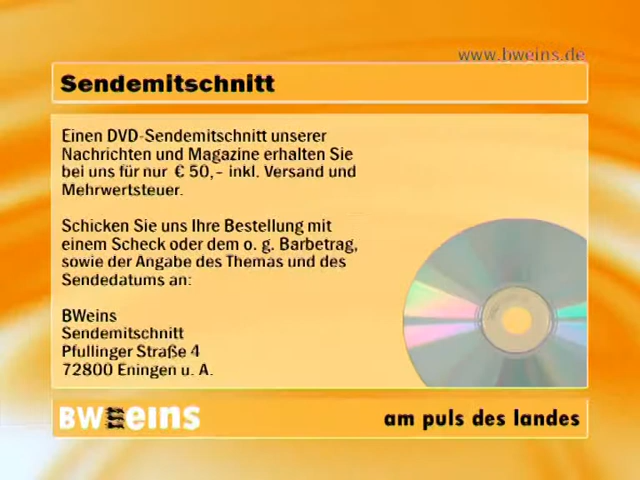 www.bweins.de
Sendemitschnitt
Einen DVD-Sendemitschnitt unserer
Nachrichten und Magazine erhalten Sie
bei uns für nur € 50,- inkl. Versand und
Mehrwertsteuer.
Schicken Sie uns Ihre Bestellung mit
einem Scheck oder dem o. g. Barbetrag,
sowie der Angabe des Themas und des
Sendedatums an:
BWeins
Sendemitschnitt
Pfullinger Straße 4
72800 Eningen u. A.
BW eins
am puls des landes